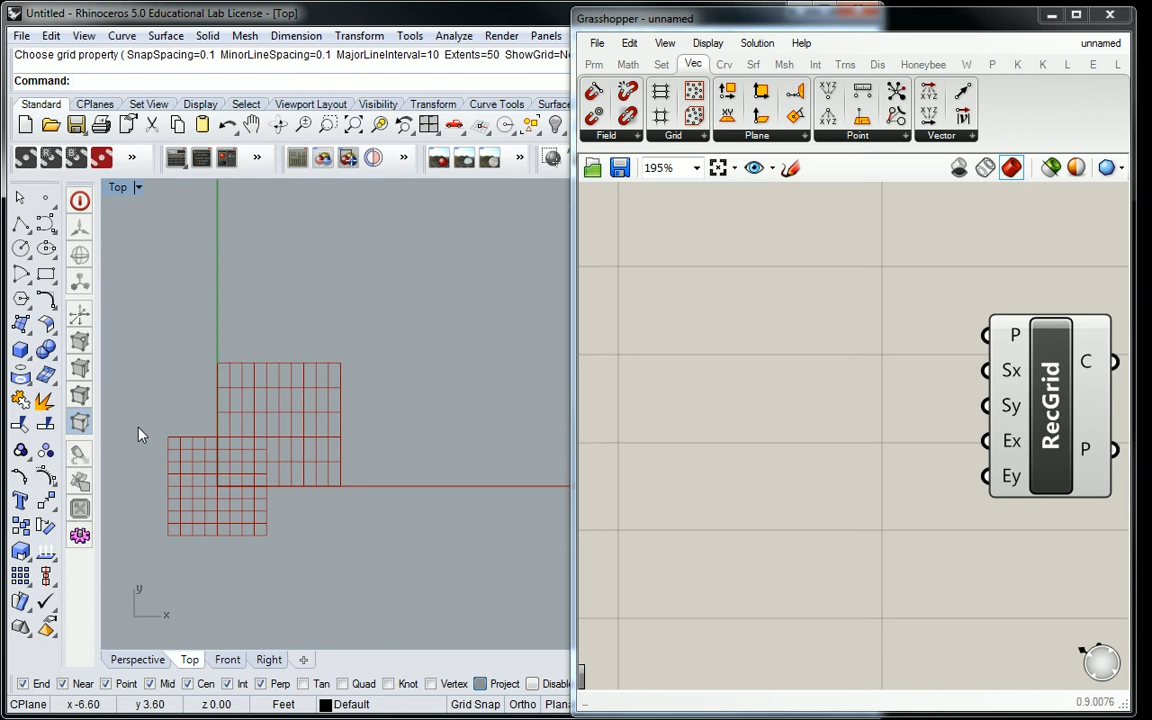 Untitled - Rhinoceros 5.0 Educational Lab License - [Top]
File Edit View Curve Surface Solid Mesh Dimension Transform Tools Analyze Render Panels
Choose grid property ( SnapSpacing=0.1 MinorLineSpacing=0.1 MajorLineInterval=10 Extents=50 ShowGrid=No
Command:
Standard CPlanes Set View Display Select Viewport Layout Visibility Transform Curve Tools Surface
Top
y
x
Perspective Top Front Right
End Near Point Mid Cen Int Perp Tan Quad Knot Vertex Project Disable
CPlane x -6.60 y 3.60 z 0.00 Feet Default Grid Snap Ortho Plana
Grasshopper - unnamed
File Edit View Display Solution Help unnamed
Prm Math Set Vec Crv Srf Msh Int Trns Dis Honeybee W P K K L E L
Field Grid Plane Point Vector
195%
P
Sx
Sy
Ex
Ey
RecGrid
C
P
0.9.0076